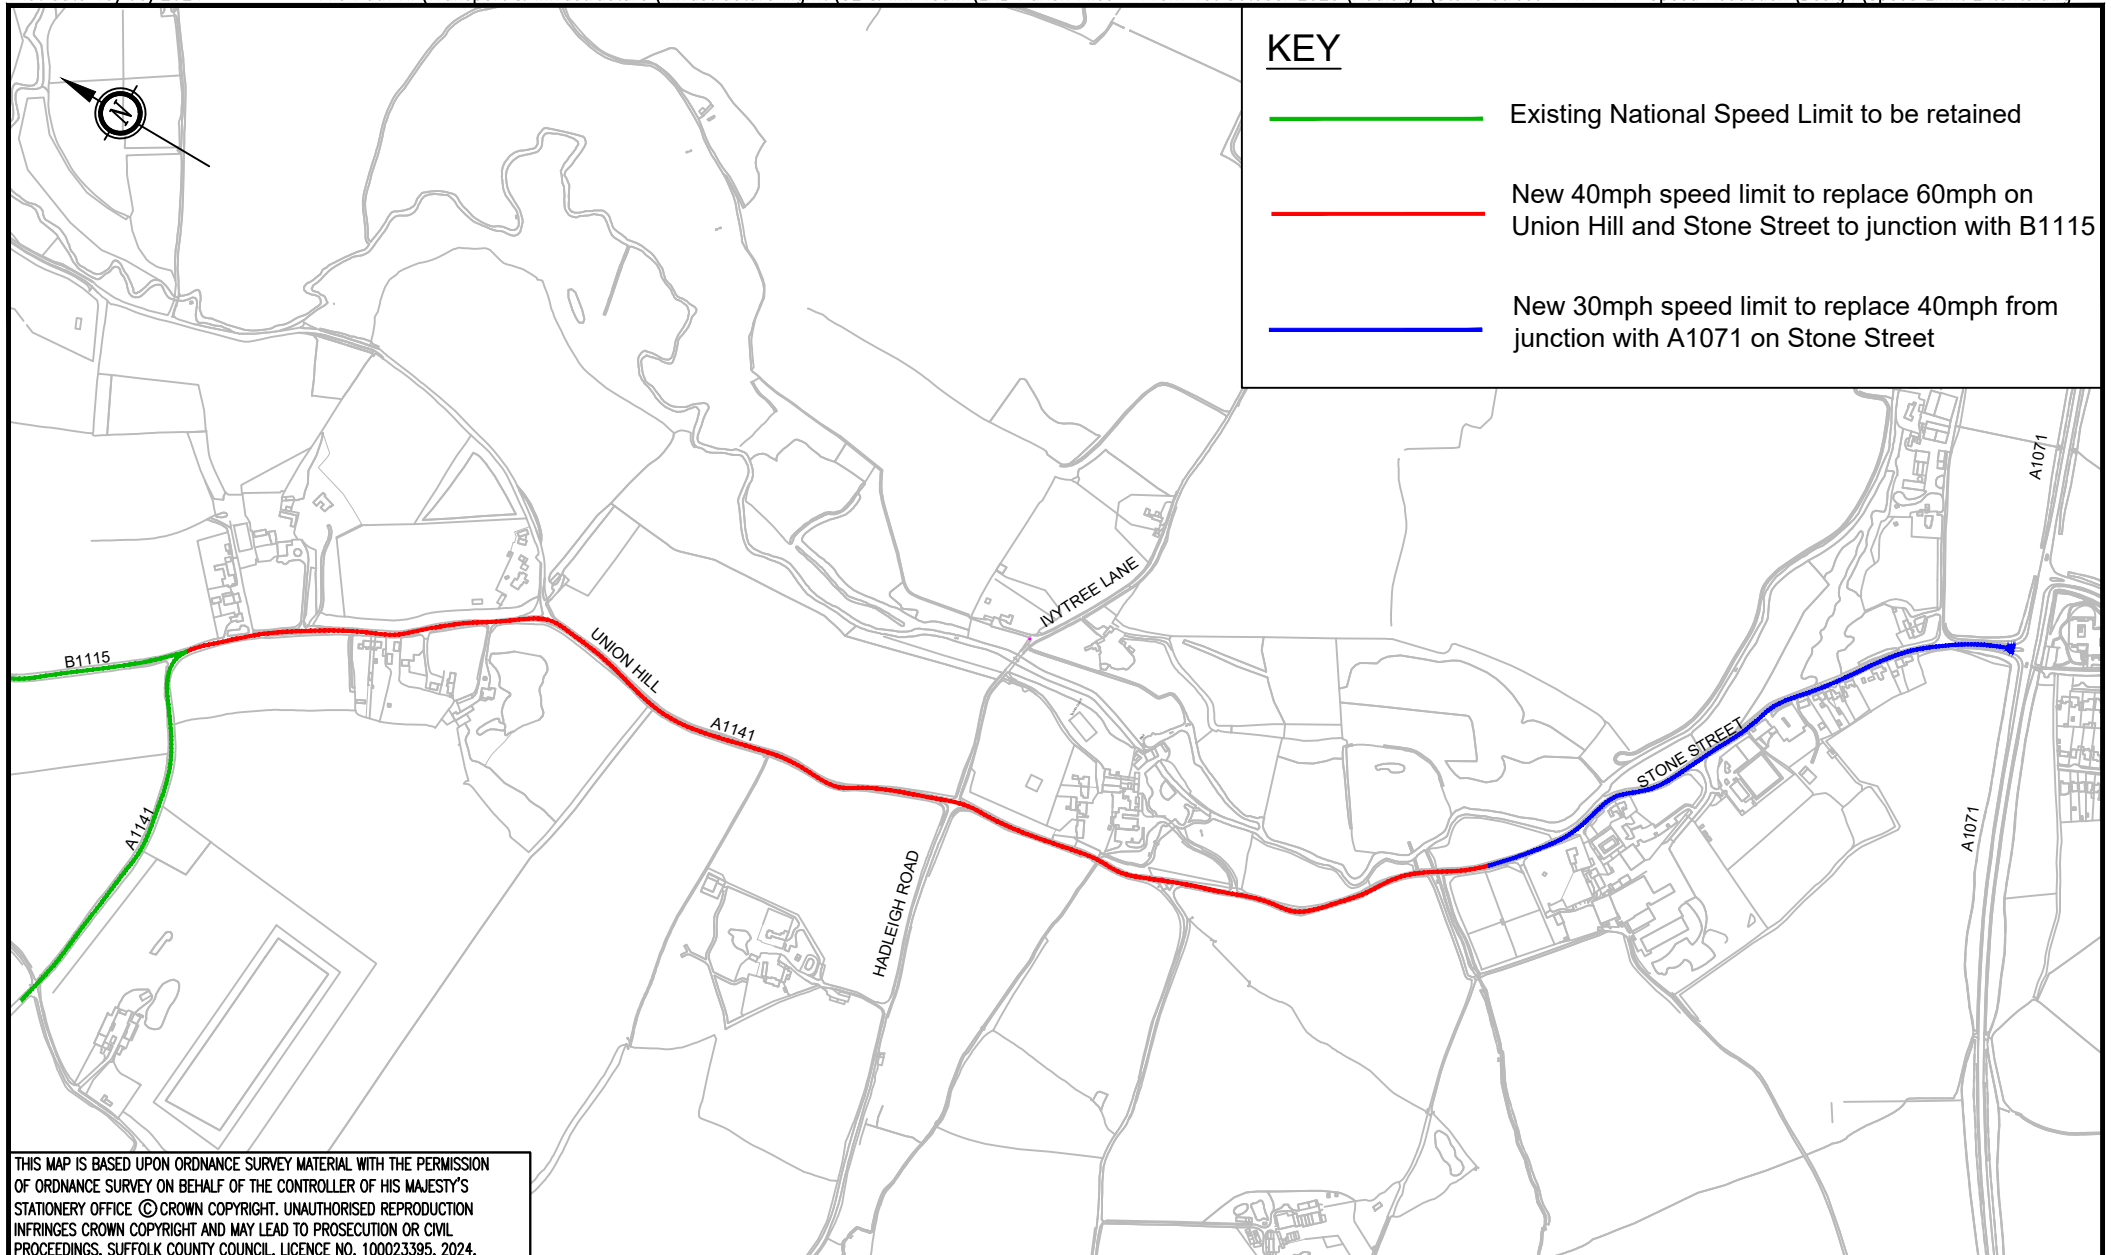 KEY
Existing National Speed Limit to be retained
New 40mph speed limit to replace 60mph on
Union Hill and Stone Street to junction with B1115
New 30mph speed limit to replace 40mph from
junction with A1071 on Stone Street
N
A1071
IVYTREE LANE
B1115
UNION HILL
A1141
STONE STREET
A1141
A1071
HADLEIGH ROAD
THIS MAP IS BASED UPON ORDNANCE SURVEY MATERIAL WITH THE PERMISSION
OF ORDNANCE SURVEY ON BEHALF OF THE CONTROLLER OF HIS MAJESTY'S
STATIONERY OFFICE © CROWN COPYRIGHT. UNAUTHORISED REPRODUCTION
INFRINGES CROWN COPYRIGHT AND MAY LEAD TO PROSECUTION OR CIVIL
PROCEEDINGS. SUFFOLK COUNTY COUNCIL. LICENCE NO. 100023395. 2024.